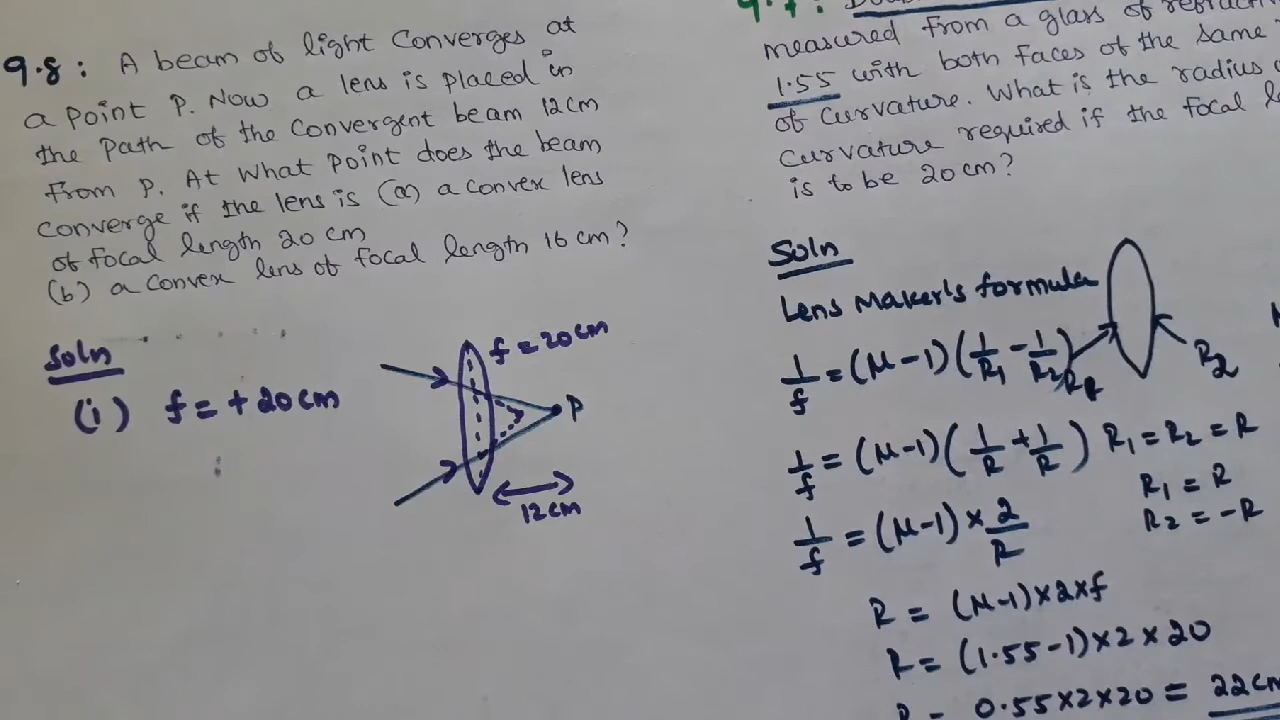 9.8: A beam of light Converges at
a point P. Now a lens is placed in
the path of the convergent beam 12cm
from P. At what point does the beam
converge if the lens is (a) a convex lens
of focal length 20 cm
(b) a convex lens of focal length 16 cm?
Soln
(i) f = + 20cm
f = 20cm
P
12cm
9.7:
measured from a glass of
1.55 with both faces of the same
of curvature. What is the radius
curvature required if the focal
is to be 20cm?
Soln
Lens Maker's formula
1/f = (μ-1)(1/R1 - 1/R2)
R2
1/f = (μ-1)(1/R + 1/R) R1 = R2 = R
R1 = R
R2 = -R
1/f = (μ-1) × 2/R
R = (μ-1)×2×f
R = (1.55-1)×2×20
0.55×2×20 = 22cm